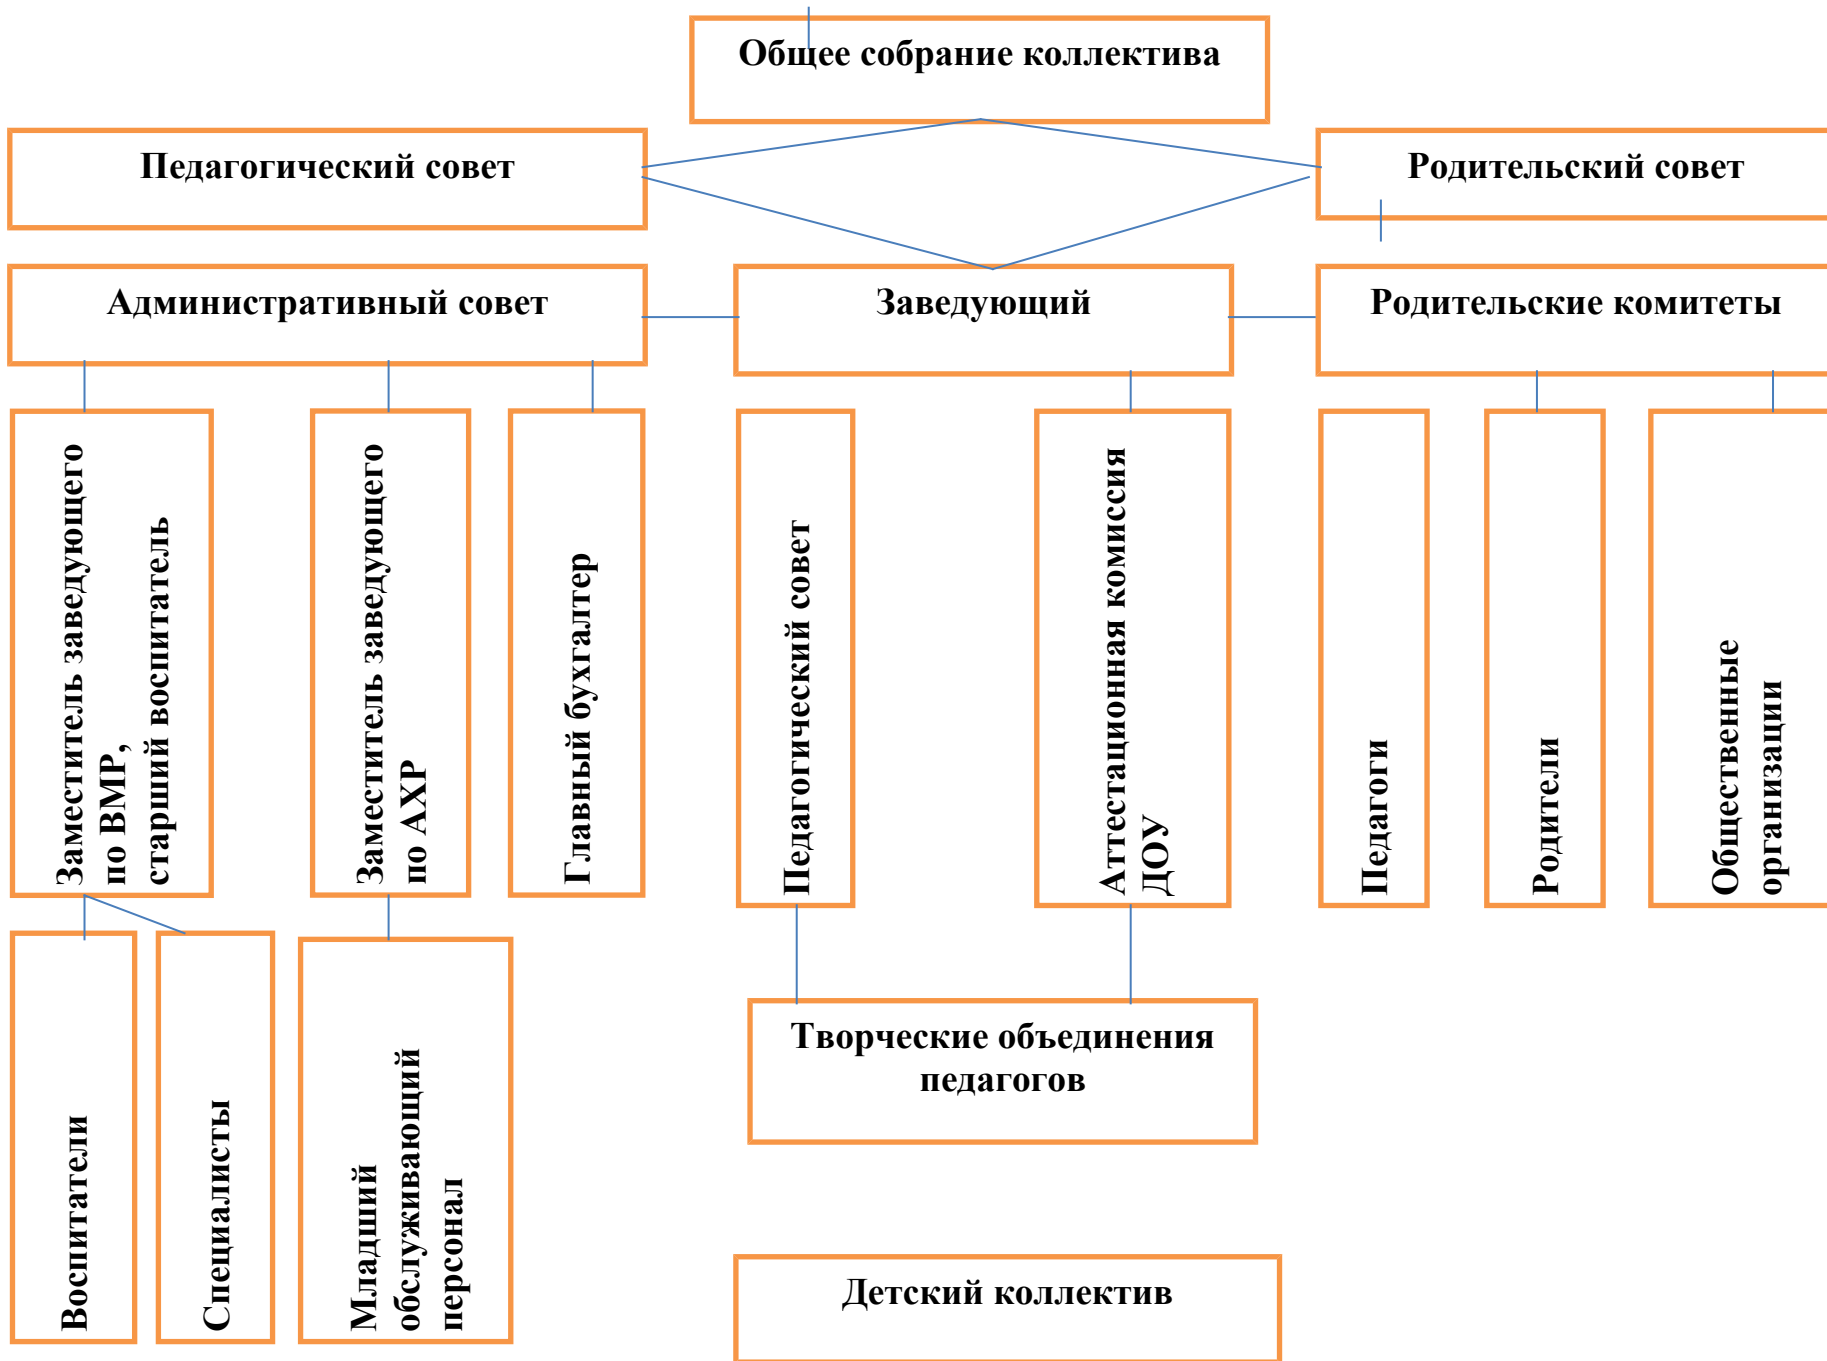 Общее собрание коллектива
Педагогический совет
Родительский совет
Административный совет
Заведующий
Родительские комитеты
Заместитель заведующего
по ВМР,
старший воспитатель
Заместитель заведующего
по АХР
Главный бухгалтер
Педагогический совет
Аттестационная комиссия
ДОУ
Педагоги
Родители
Общественные
организации
Воспитатели
Специалисты
Младший
обслуживающий
персонал
Творческие объединения
педагогов
Детский коллектив